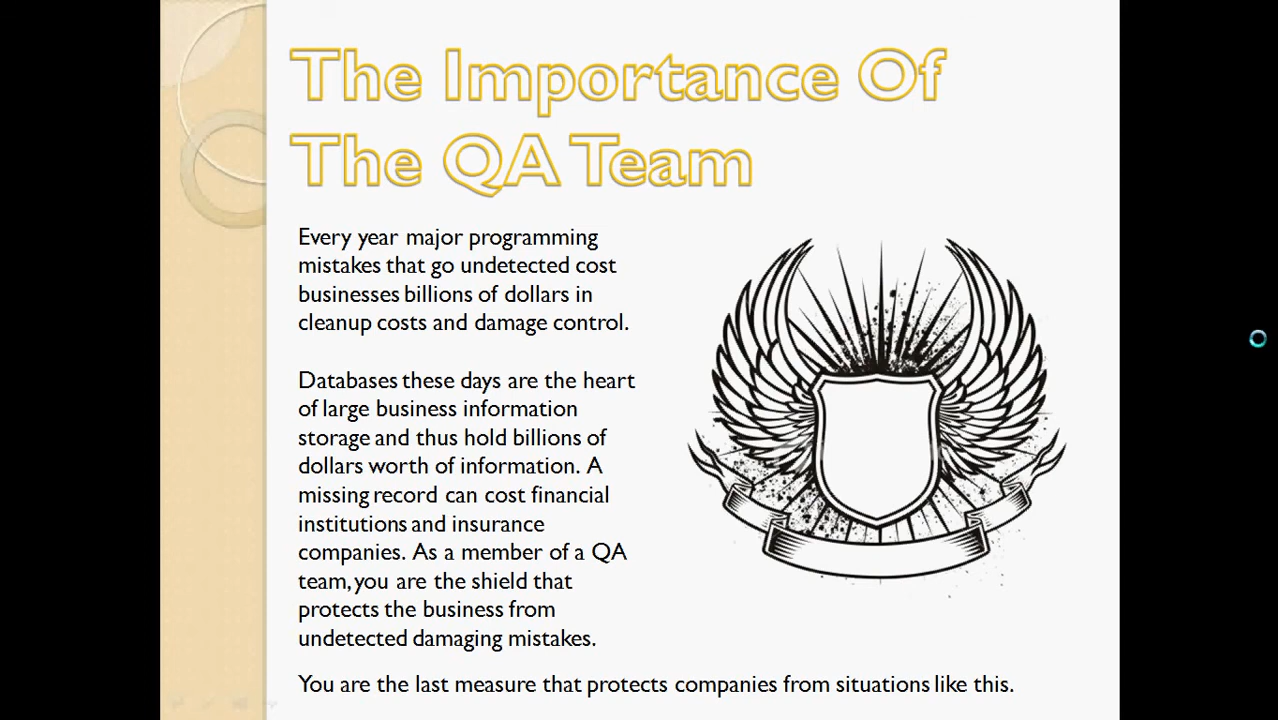 The Importance Of
The QA Team
Every year major programming
mistakes that go undetected cost
businesses billions of dollars in
cleanup costs and damage control.
Databases these days are the heart
of large business information
storage and thus hold billions of
dollars worth of information. A
missing record can cost financial
institutions and insurance
companies. As a member of a QA
team, you are the shield that
protects the business from
undetected damaging mistakes.
You are the last measure that protects companies from situations like this.